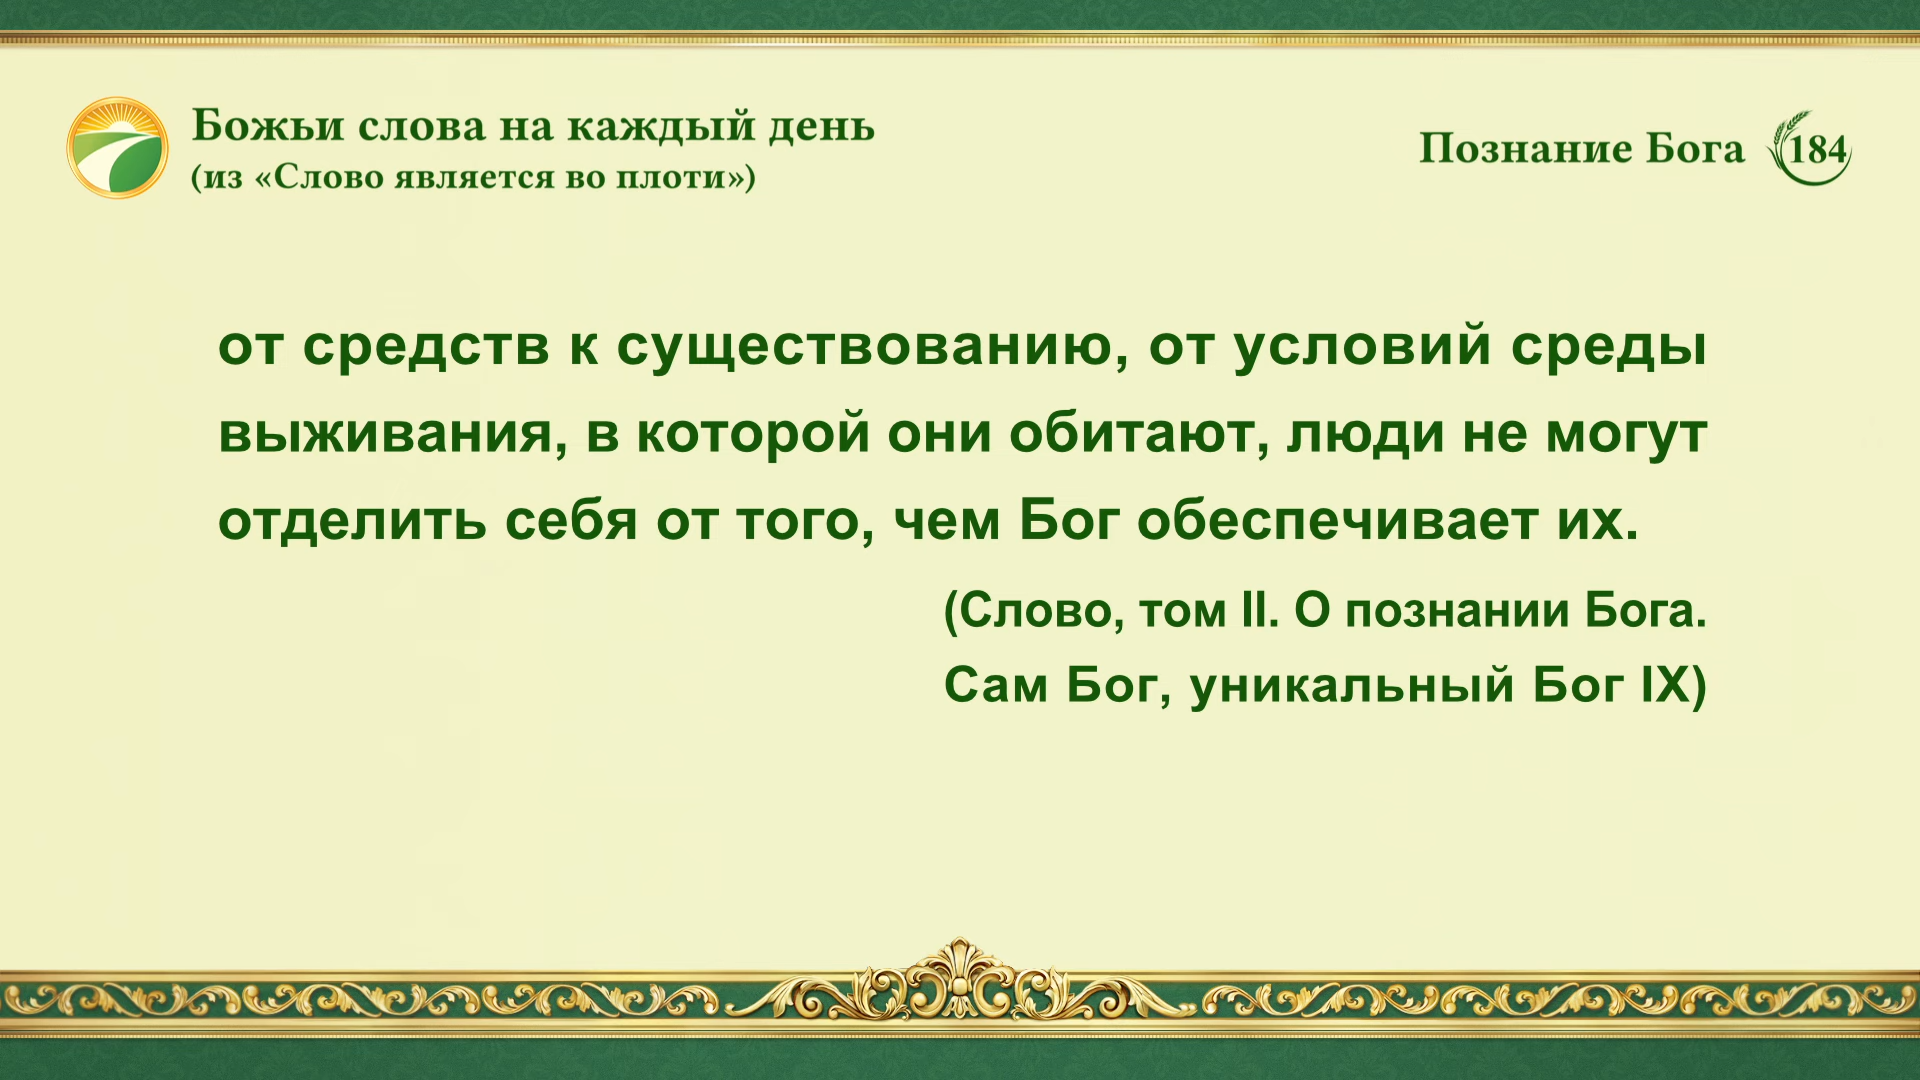 Божьи слова на каждый день
(из «Слово является во плоти»)
Познание Бога 184
от средств к существованию, от условий среды
выживания, в которой они обитают, люди не могут
отделить себя от того, чем Бог обеспечивает их.
(Слово, том II. О познании Бога.
Сам Бог, уникальный Бог IX)